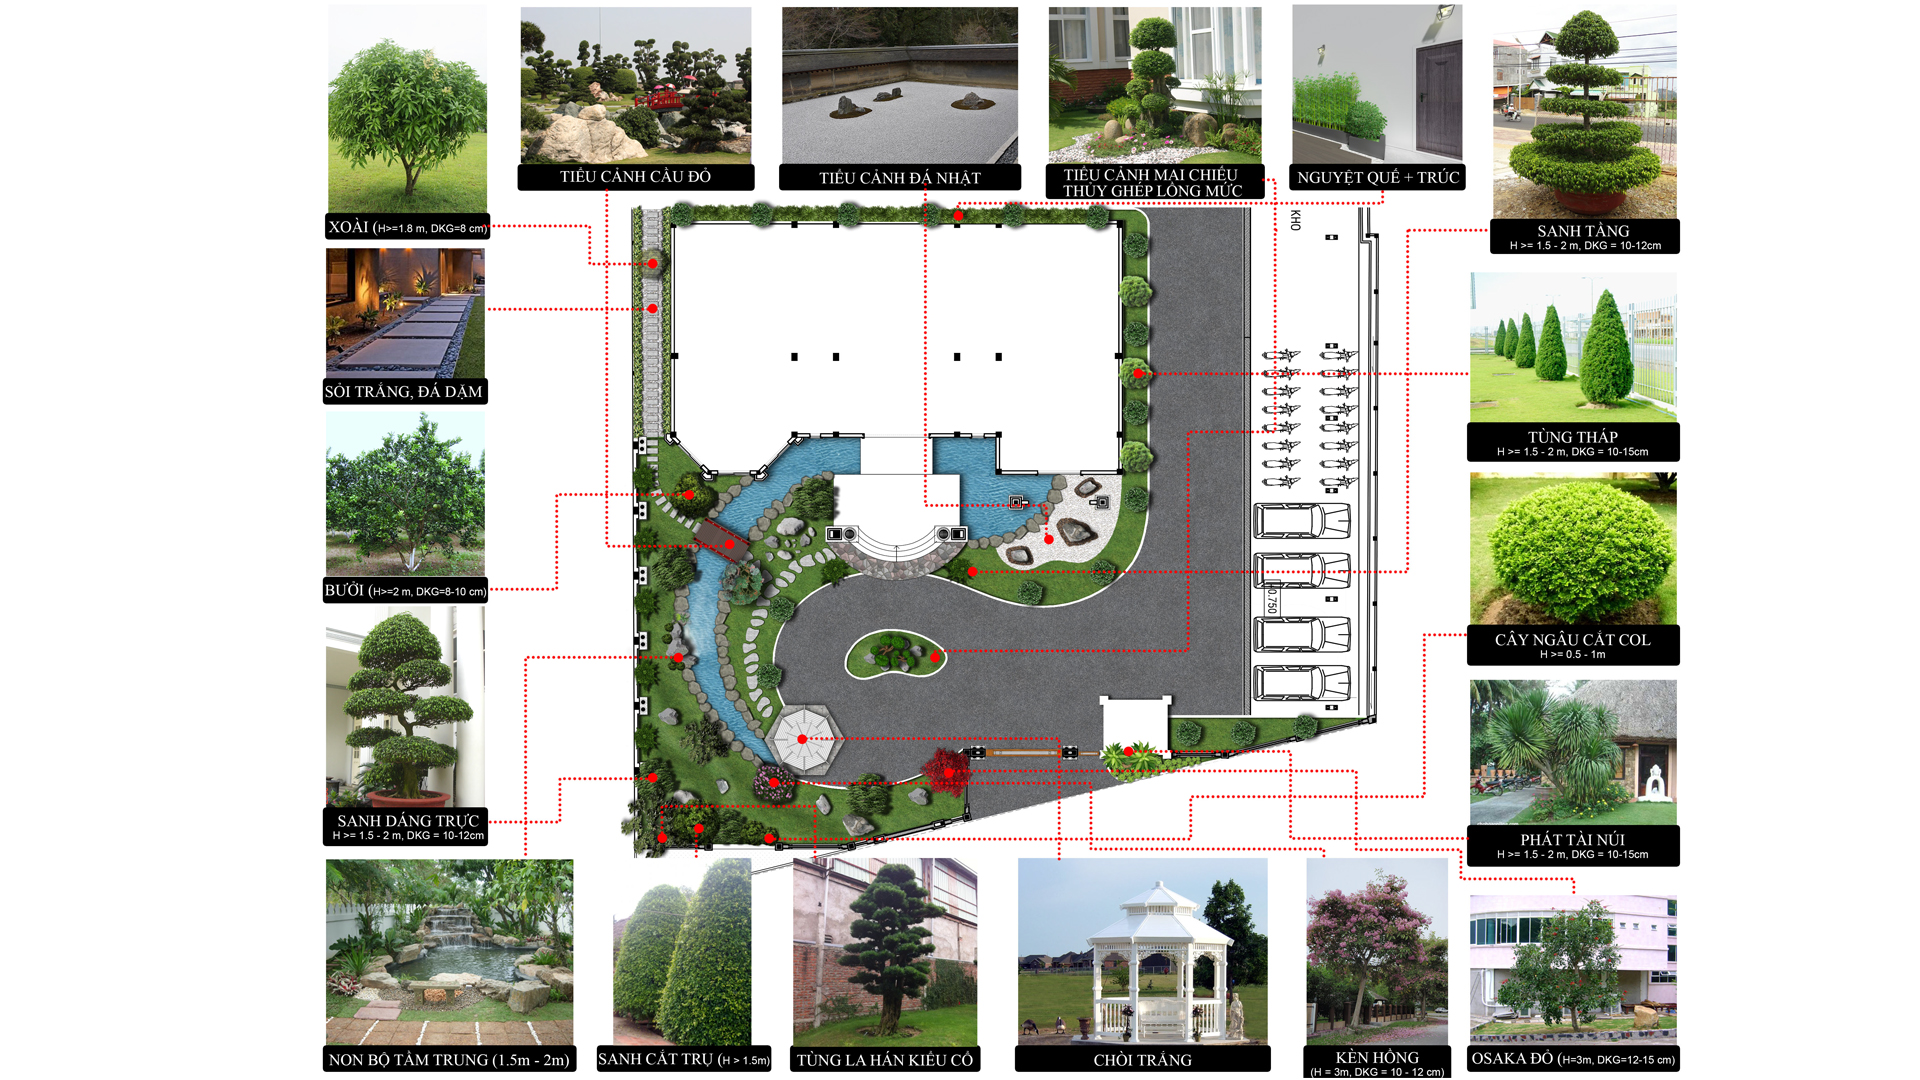 TIỂU CẢNH CẦU ĐỎ
TIỂU CẢNH ĐÁ NHẬT
TIỂU CẢNH MAI CHIẾU
THỦY GHÉP LÒNG MỨC
NGUYỆT QUẾ + TRÚC
XOÀI (H>=1.8 m, DKG=8 cm)
SANH TẦNG
H >= 1.5 - 2 m, DKG = 10-12cm
KHO
SỎI TRẮNG, ĐÁ DẶM
TÙNG THÁP
H >= 1.5 - 2 m, DKG = 10-15cm
BƯỞI (H>=2 m, DKG=8-10 cm)
0.750
CÂY NGÂU CẮT COL
H >= 0.5 - 1m
SANH DÁNG TRỰC
H >= 1.5 - 2 m, DKG = 10-12cm
PHÁT TÀI NÚI
H >= 1.5 - 2 m, DKG = 10-15cm
NON BỘ TẦM TRUNG (1.5m - 2m)
SANH CẮT TRỤ (H > 1.5m)
TÙNG LA HÁN KIỂU CỔ
CHÒI TRẮNG
KÈN HỒNG
(H = 3m, DKG = 10 - 12 cm)
OSAKA ĐỎ (H=3m, DKG=12-15 cm)